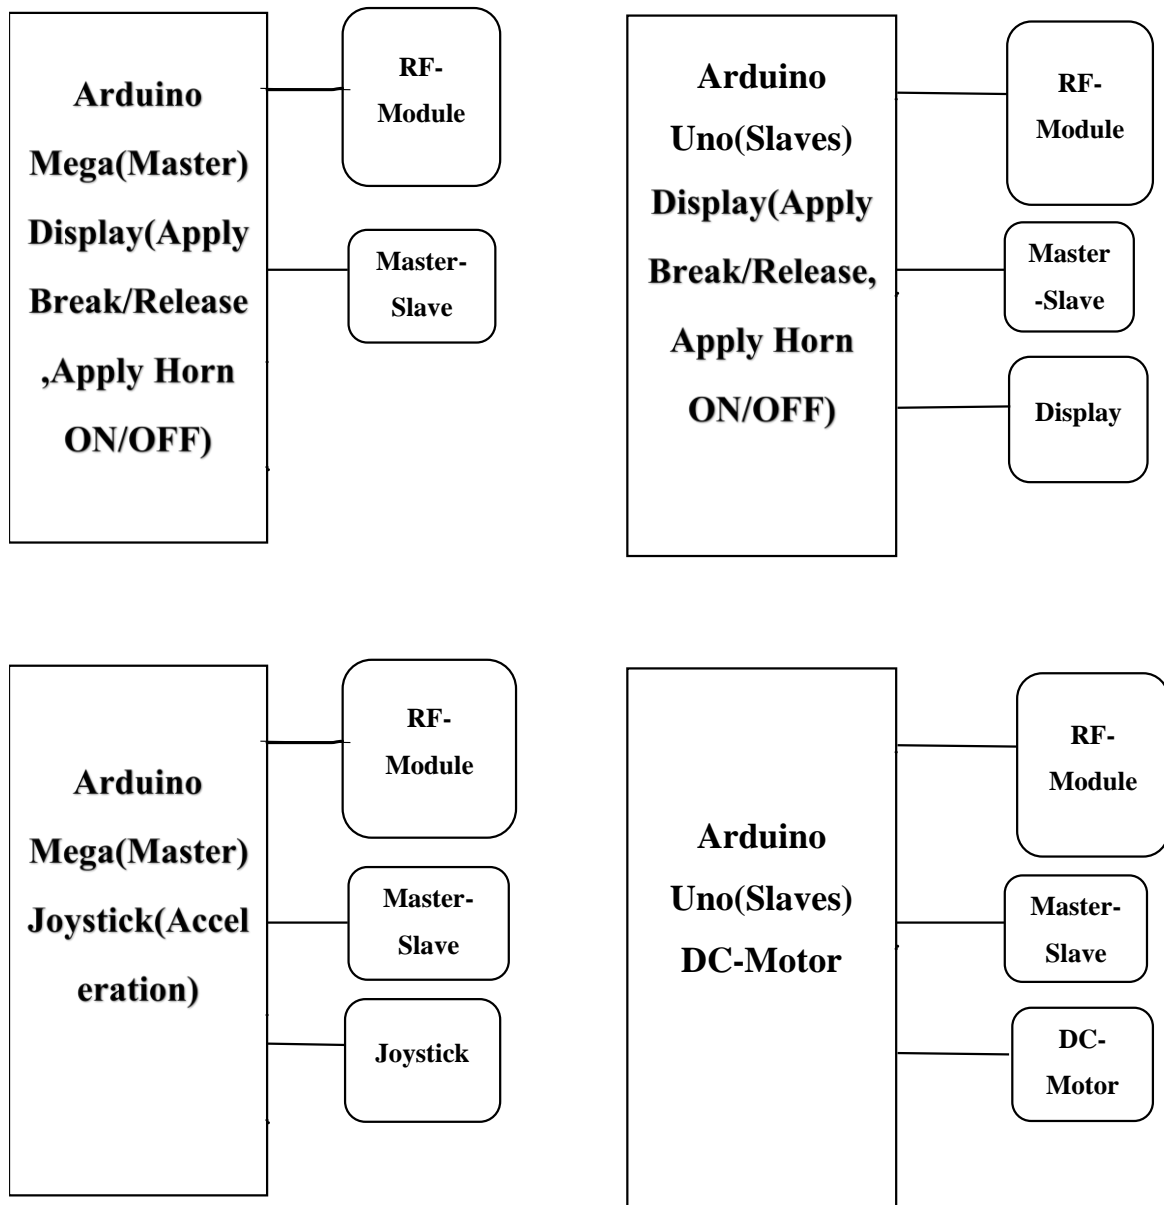 Arduino
Mega(Master)
Display(Apply
Break/Release
,Apply Horn
ON/OFF)
RF-
Module
Master-
Slave
Arduino
Uno(Slaves)
Display(Apply
Break/Release,
Apply Horn
ON/OFF)
RF-
Module
Master
-Slave
Display
Arduino
Mega(Master)
Joystick(Accel
eration)
RF-
Module
Master-
Slave
Joystick
Arduino
Uno(Slaves)
DC-Motor
RF-
Module
Master-
Slave
DC-
Motor